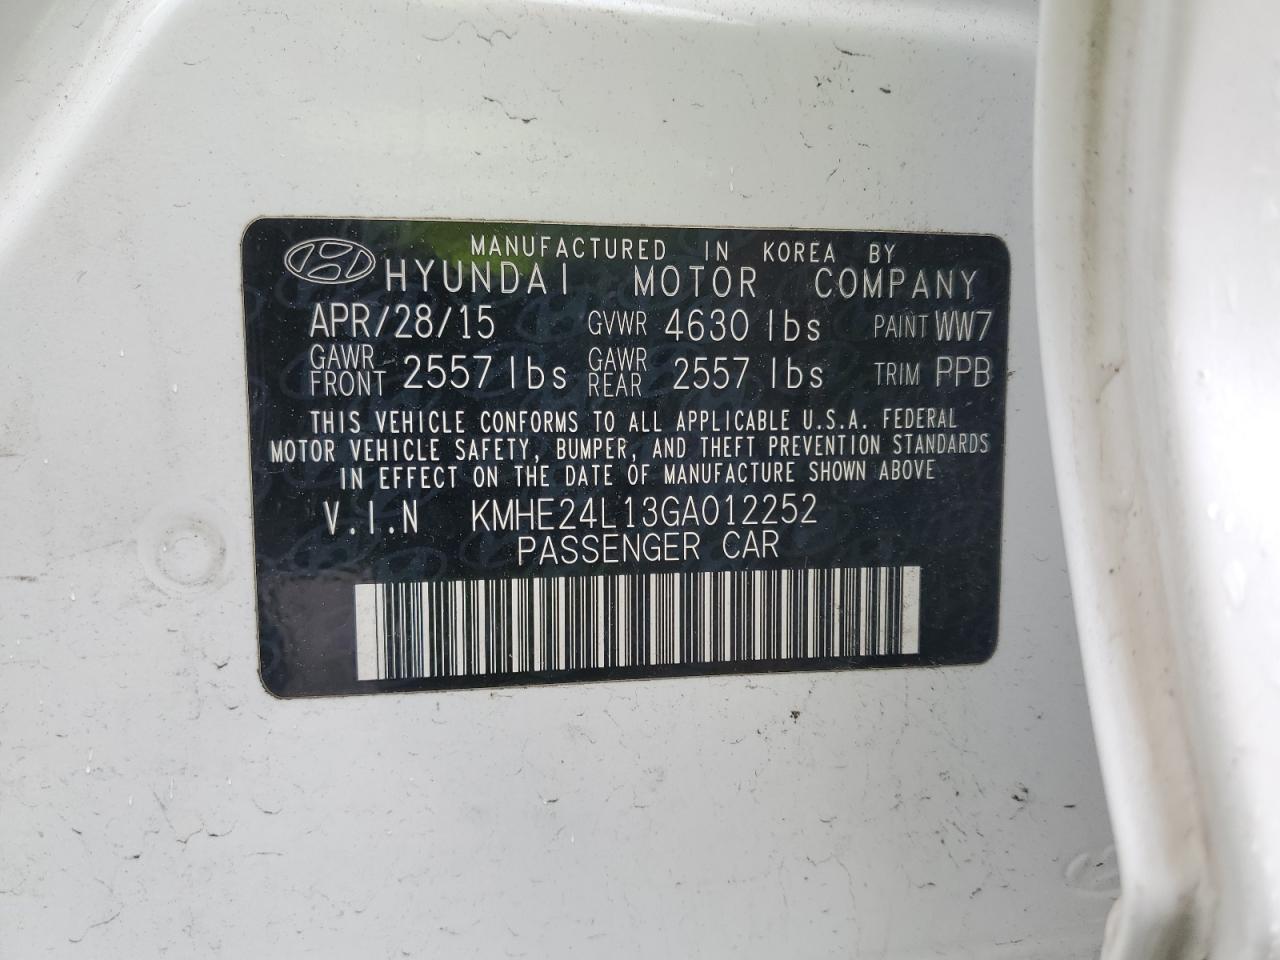 MANUFACTURED IN KOREA BY
HYUNDAI MOTOR COMPANY
APR/28/15 GVWR 4630 lbs PAINT WW7
GAWR FRONT 2557 lbs GAWR REAR 2557 lbs TRIM PPB
THIS VEHICLE CONFORMS TO ALL APPLICABLE U.S.A. FEDERAL
MOTOR VEHICLE SAFETY, BUMPER, AND THEFT PREVENTION STANDARDS
IN EFFECT ON THE DATE OF MANUFACTURE SHOWN ABOVE
V.I.N KMHE24L13GA012252
PASSENGER CAR